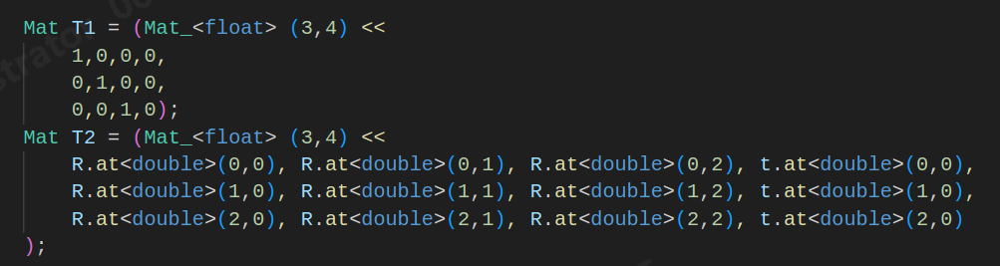 Mat T1 = (Mat_<float> (3,4) <<
1,0,0,0,
0,1,0,0,
0,0,1,0);
Mat T2 = (Mat_<float> (3,4) <<
R.at<double>(0,0), R.at<double>(0,1), R.at<double>(0,2), t.at<double>(0,0),
R.at<double>(1,0), R.at<double>(1,1), R.at<double>(1,2), t.at<double>(1,0),
R.at<double>(2,0), R.at<double>(2,1), R.at<double>(2,2), t.at<double>(2,0)
);